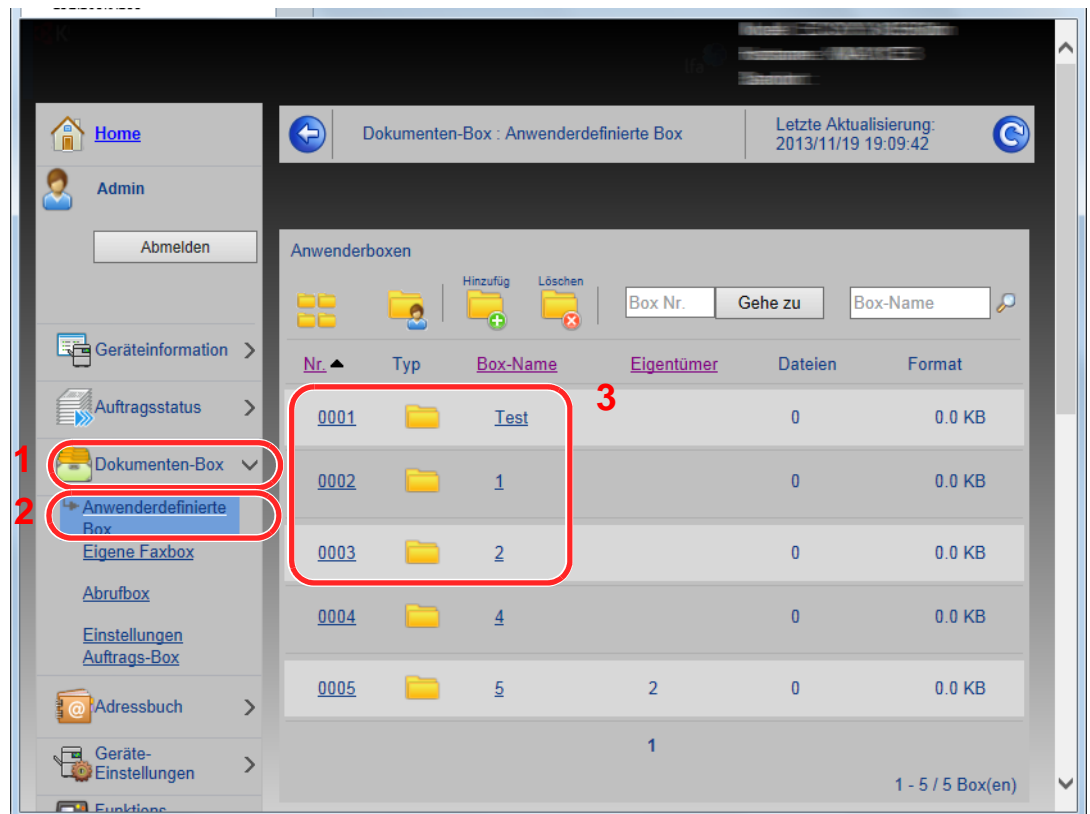 Home
Dokumenten-Box : Anwenderdefinierte Box
Letzte Aktualisierung:
2013/11/19 19:09:42
Admin
Abmelden
Anwenderboxen
Hinzufüg
Löschen
Box Nr.
Gehe zu
Box-Name
Geräteinformation
Nr. Typ Box-Name Eigentümer Dateien Format
3
Auftragsstatus
0001 Test 0 0.0 KB
1 Dokumenten-Box
0002 1 0 0.0 KB
2 Anwenderdefinierte
Box
Eigene Faxbox
0003 2 0 0.0 KB
Abrufbox
0004 4 0 0.0 KB
Einstellungen
Auftrags-Box
0005 5 2 0 0.0 KB
Adressbuch
1
Geräte-
Einstellungen
1 - 5 / 5 Box(en)
Funktions